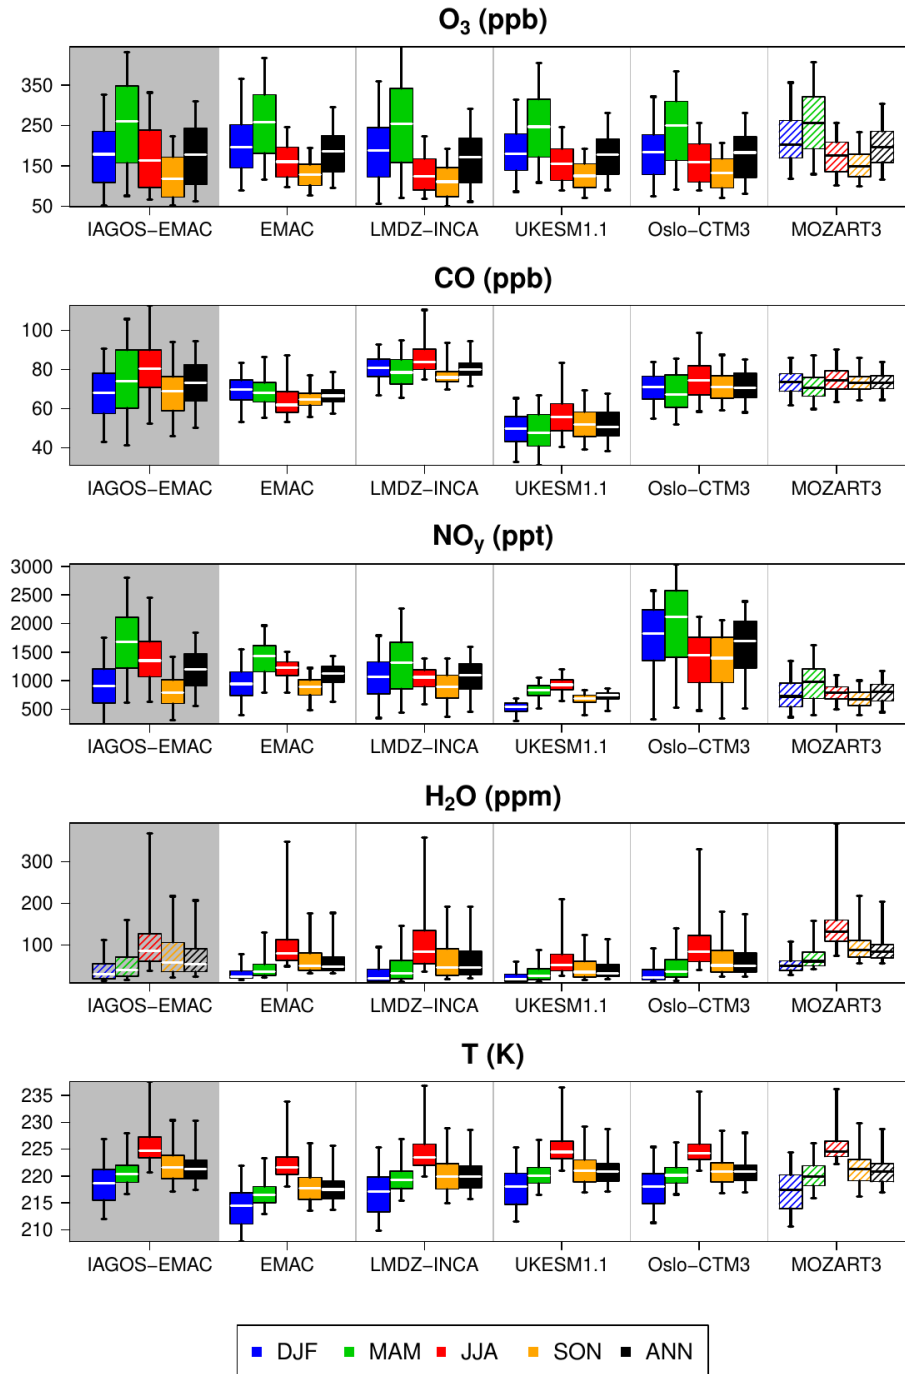 O₃ (ppb)
350
250
150
50
IAGOS−EMAC EMAC LMDZ−INCA UKESM1.1 Oslo−CTM3 MOZART3
CO (ppb)
100
80
60
40
IAGOS−EMAC EMAC LMDZ−INCA UKESM1.1 Oslo−CTM3 MOZART3
NOy (ppt)
3000
2500
2000
1500
1000
500
IAGOS−EMAC EMAC LMDZ−INCA UKESM1.1 Oslo−CTM3 MOZART3
H₂O (ppm)
300
200
100
IAGOS−EMAC EMAC LMDZ−INCA UKESM1.1 Oslo−CTM3 MOZART3
T (K)
235
230
225
220
215
210
IAGOS−EMAC EMAC LMDZ−INCA UKESM1.1 Oslo−CTM3 MOZART3
DJF MAM JJA SON ANN